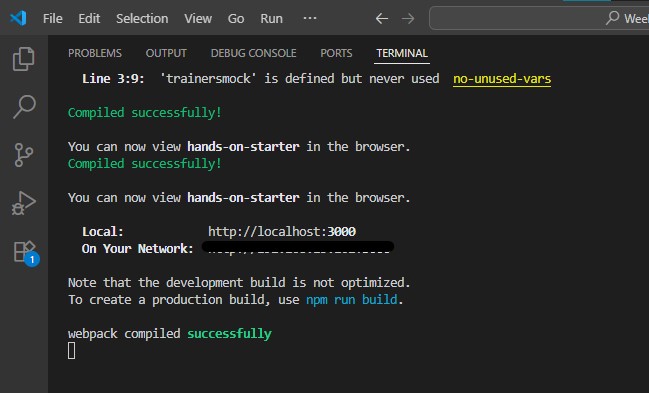 File Edit Selection View Go Run ··· ← → Wee
PROBLEMS OUTPUT DEBUG CONSOLE PORTS TERMINAL
Line 3:9: 'trainersmock' is defined but never used no-unused-vars
Compiled successfully!
You can now view hands-on-starter in the browser.
Compiled successfully!
You can now view hands-on-starter in the browser.
Local: http://localhost:3000
On Your Network:
Note that the development build is not optimized.
To create a production build, use npm run build.
webpack compiled successfully
1